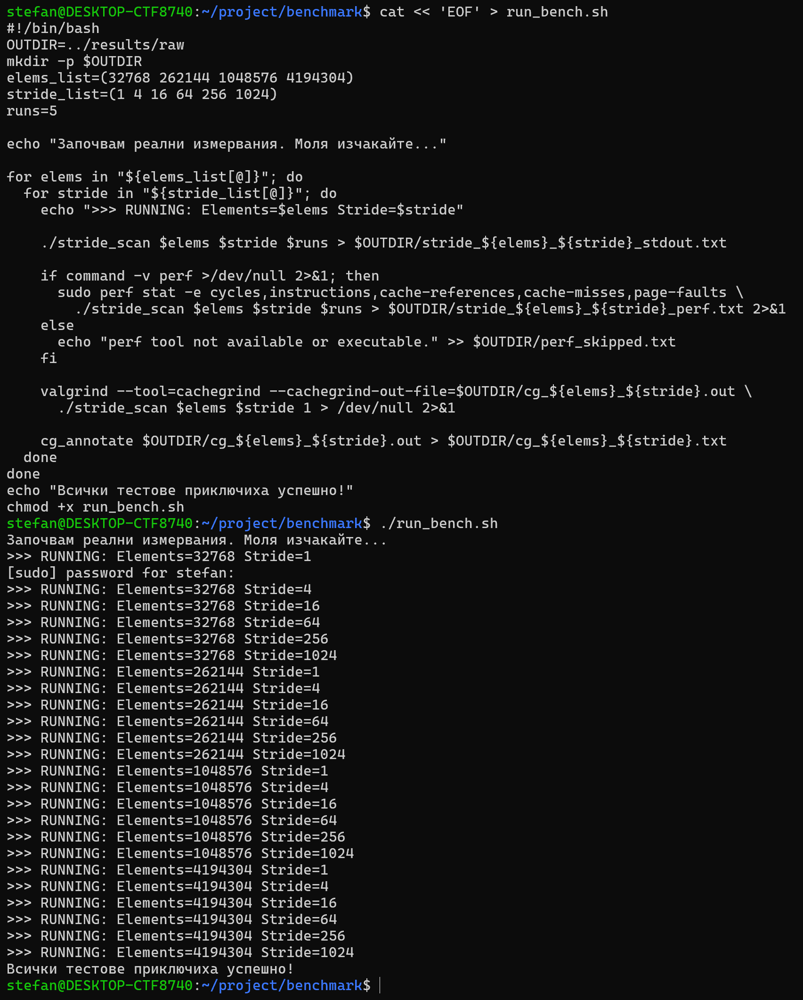 stefan@DESKTOP-CTF8740:~/project/benchmark$ cat << 'EOF' > run_bench.sh
#!/bin/bash
OUTDIR=../results/raw
mkdir -p $OUTDIR
elems_list=(32768 262144 1048576 4194304)
stride_list=(1 4 16 64 256 1024)
runs=5

echo "Започвам реални измервания. Моля изчакайте..."

for elems in "${elems_list[@]}"; do
  for stride in "${stride_list[@]}"; do
    echo ">>> RUNNING: Elements=$elems Stride=$stride"

    ./stride_scan $elems $stride $runs > $OUTDIR/stride_${elems}_${stride}_stdout.txt

    if command -v perf >/dev/null 2>&1; then
      sudo perf stat -e cycles,instructions,cache-references,cache-misses,page-faults \
        ./stride_scan $elems $stride $runs > $OUTDIR/stride_${elems}_${stride}_perf.txt 2>&1
    else
      echo "perf tool not available or executable." >> $OUTDIR/perf_skipped.txt
    fi

    valgrind --tool=cachegrind --cachegrind-out-file=$OUTDIR/cg_${elems}_${stride}.out \
      ./stride_scan $elems $stride 1 > /dev/null 2>&1

    cg_annotate $OUTDIR/cg_${elems}_${stride}.out > $OUTDIR/cg_${elems}_${stride}.txt
  done
done
echo "Всички тестове приключиха успешно!"
chmod +x run_bench.sh
stefan@DESKTOP-CTF8740:~/project/benchmark$ ./run_bench.sh
Започвам реални измервания. Моля изчакайте...
>>> RUNNING: Elements=32768 Stride=1
[sudo] password for stefan:
>>> RUNNING: Elements=32768 Stride=4
>>> RUNNING: Elements=32768 Stride=16
>>> RUNNING: Elements=32768 Stride=64
>>> RUNNING: Elements=32768 Stride=256
>>> RUNNING: Elements=32768 Stride=1024
>>> RUNNING: Elements=262144 Stride=1
>>> RUNNING: Elements=262144 Stride=4
>>> RUNNING: Elements=262144 Stride=16
>>> RUNNING: Elements=262144 Stride=64
>>> RUNNING: Elements=262144 Stride=256
>>> RUNNING: Elements=262144 Stride=1024
>>> RUNNING: Elements=1048576 Stride=1
>>> RUNNING: Elements=1048576 Stride=4
>>> RUNNING: Elements=1048576 Stride=16
>>> RUNNING: Elements=1048576 Stride=64
>>> RUNNING: Elements=1048576 Stride=256
>>> RUNNING: Elements=1048576 Stride=1024
>>> RUNNING: Elements=4194304 Stride=1
>>> RUNNING: Elements=4194304 Stride=4
>>> RUNNING: Elements=4194304 Stride=16
>>> RUNNING: Elements=4194304 Stride=64
>>> RUNNING: Elements=4194304 Stride=256
>>> RUNNING: Elements=4194304 Stride=1024
Всички тестове приключиха успешно!
stefan@DESKTOP-CTF8740:~/project/benchmark$